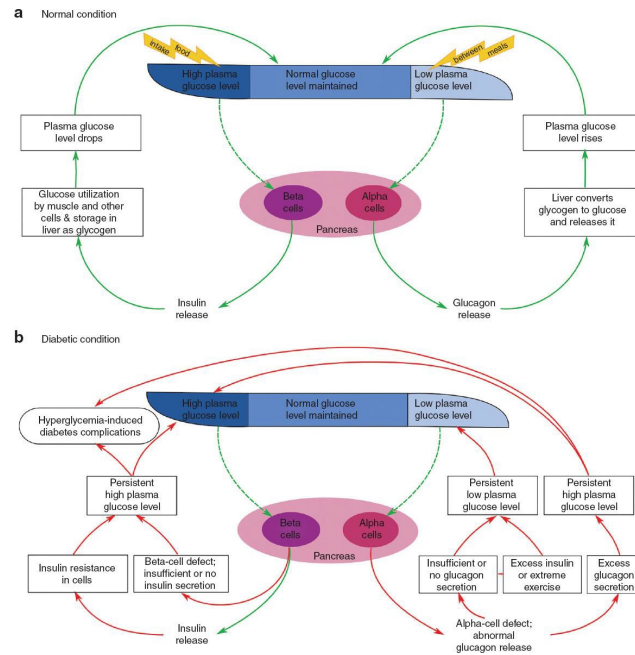 a Normal condition
intake food
between meals
High plasma
glucose level
Normal glucose
level maintained
Low plasma
glucose level
Plasma glucose
level drops
Plasma glucose
level rises
Glucose utilization
by muscle and other
cells & storage in
liver as glycogen
Beta
cells
Alpha
cells
Pancreas
Liver converts
glycogen to glucose
and releases it
Insulin
release
Glucagon
release
b Diabetic condition
High plasma
glucose level
Normal glucose
level maintained
Low plasma
glucose level
Hyperglycemia-induced
diabetes complications
Persistent
high plasma
glucose level
Persistent
low plasma
glucose level
Persistent
high plasma
glucose level
Beta
cells
Alpha
cells
Pancreas
Insulin resistance
in cells
Beta-cell defect;
insufficient or no
insulin secretion
Insufficient or
no glucagon
secretion
Excess insulin
or extreme
exercise
Excess
glucagon
secretion
Insulin
release
Alpha-cell defect;
abnormal
glucagon release